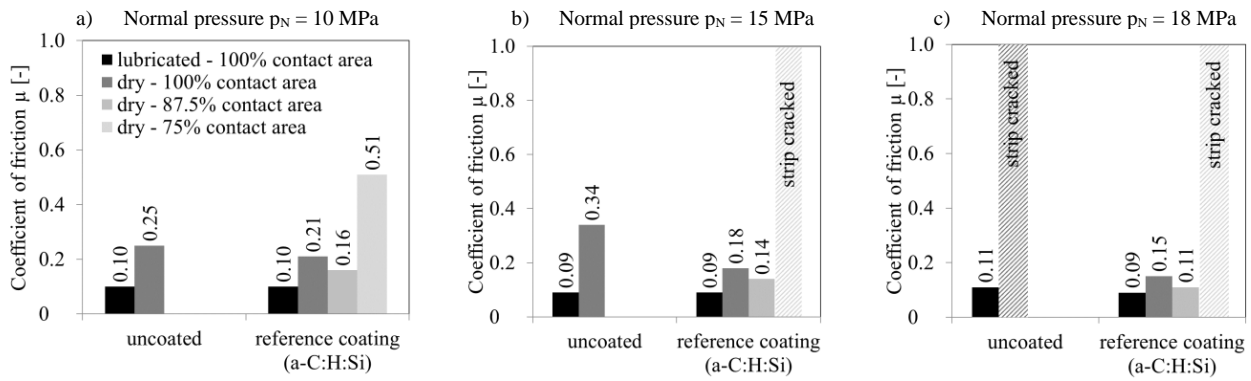 a) Normal pressure pN = 10 MPa
Coefficient of friction µ [-]
1.0
0.8
0.6
0.4
0.2
0
lubricated - 100% contact area
dry - 100% contact area
dry - 87.5% contact area
dry - 75% contact area
0.10
0.25
0.10
0.21
0.16
0.51
uncoated
reference coating
(a-C:H:Si)
b) Normal pressure pN = 15 MPa
Coefficient of friction µ [-]
1.0
0.8
0.6
0.4
0.2
0
0.09
0.34
0.09
0.18
0.14
strip cracked
uncoated
reference coating
(a-C:H:Si)
c) Normal pressure pN = 18 MPa
Coefficient of friction µ [-]
1.0
0.8
0.6
0.4
0.2
0
0.11
strip cracked
0.09
0.15
0.11
strip cracked
uncoated
reference coating
(a-C:H:Si)